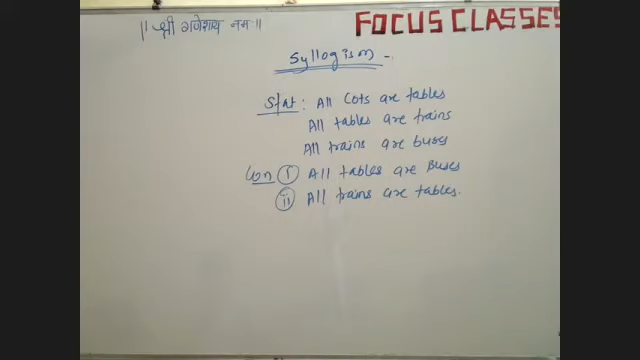 || श्री गणेशाय नमः ||
FOCUS CLASSES
Syllogism -
Stat : All Cots are tables
All tables are trains
All trains are buses
Con (I) All tables are Buses
(ii) All trains are tables.